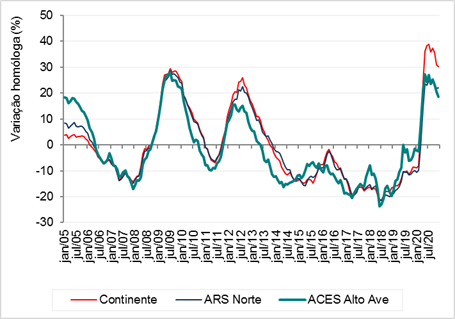 Variação homóloga (%)
50
40
30
20
10
0
-10
-20
-30
jan/05
jul/05
jan/06
jul/06
jan/07
jul/07
jan/08
jul/08
jan/09
jul/09
jan/10
jul/10
jan/11
jul/11
jan/12
jul/12
jan/13
jul/13
jan/14
jul/14
jan/15
jul/15
jan/16
jul/16
jan/17
jul/17
jan/18
jul/18
jan/19
jul/19
jan/20
jul/20
Continente
ARS Norte
ACES Alto Ave